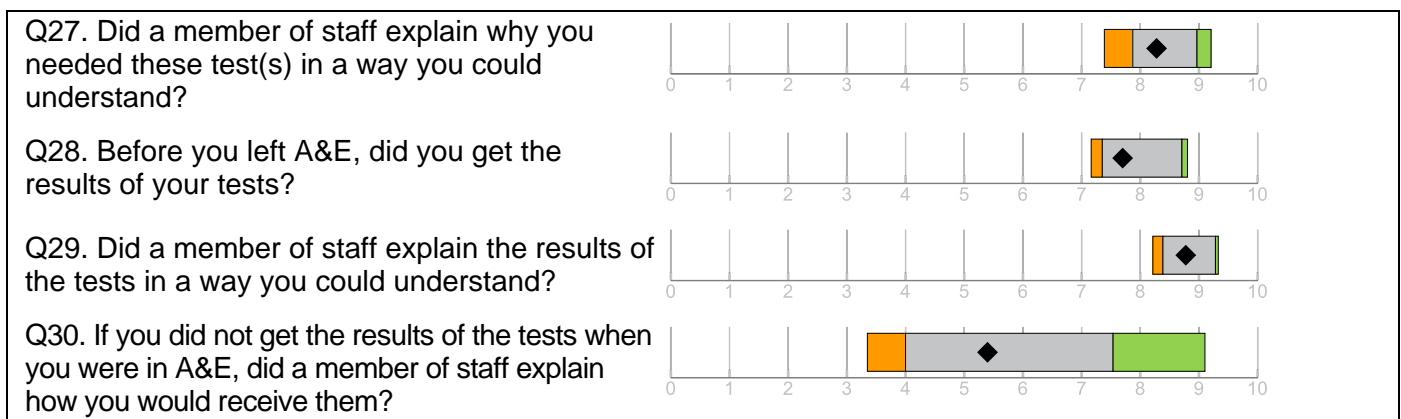 Q27. Did a member of staff explain why you
needed these test(s) in a way you could
understand?
0 1 2 3 4 5 6 7 8 9 10
Q28. Before you left A&E, did you get the
results of your tests?
0 1 2 3 4 5 6 7 8 9 10
Q29. Did a member of staff explain the results of
the tests in a way you could understand?
0 1 2 3 4 5 6 7 8 9 10
Q30. If you did not get the results of the tests when
you were in A&E, did a member of staff explain
how you would receive them?
0 1 2 3 4 5 6 7 8 9 10